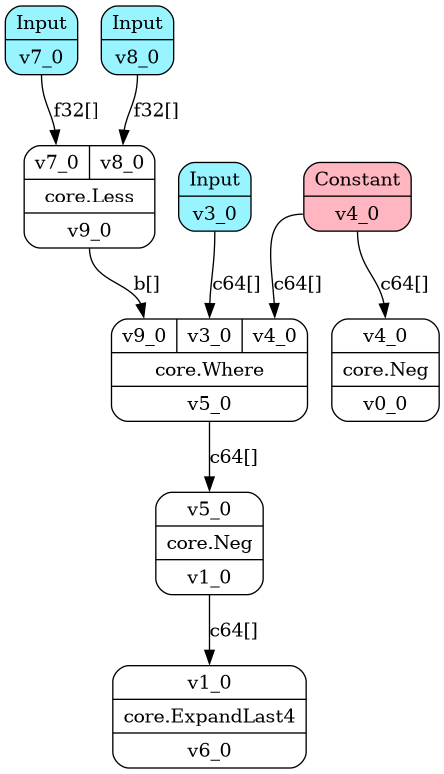 Input
v7_0
Input
v8_0
f32[]
f32[]
v7_0 v8_0
core.Less
v9_0
Input
v3_0
Constant
v4_0
b[]
c64[]
c64[]
c64[]
v9_0 v3_0 v4_0
core.Where
v5_0
v4_0
core.Neg
v0_0
c64[]
v5_0
core.Neg
v1_0
c64[]
v1_0
core.ExpandLast4
v6_0